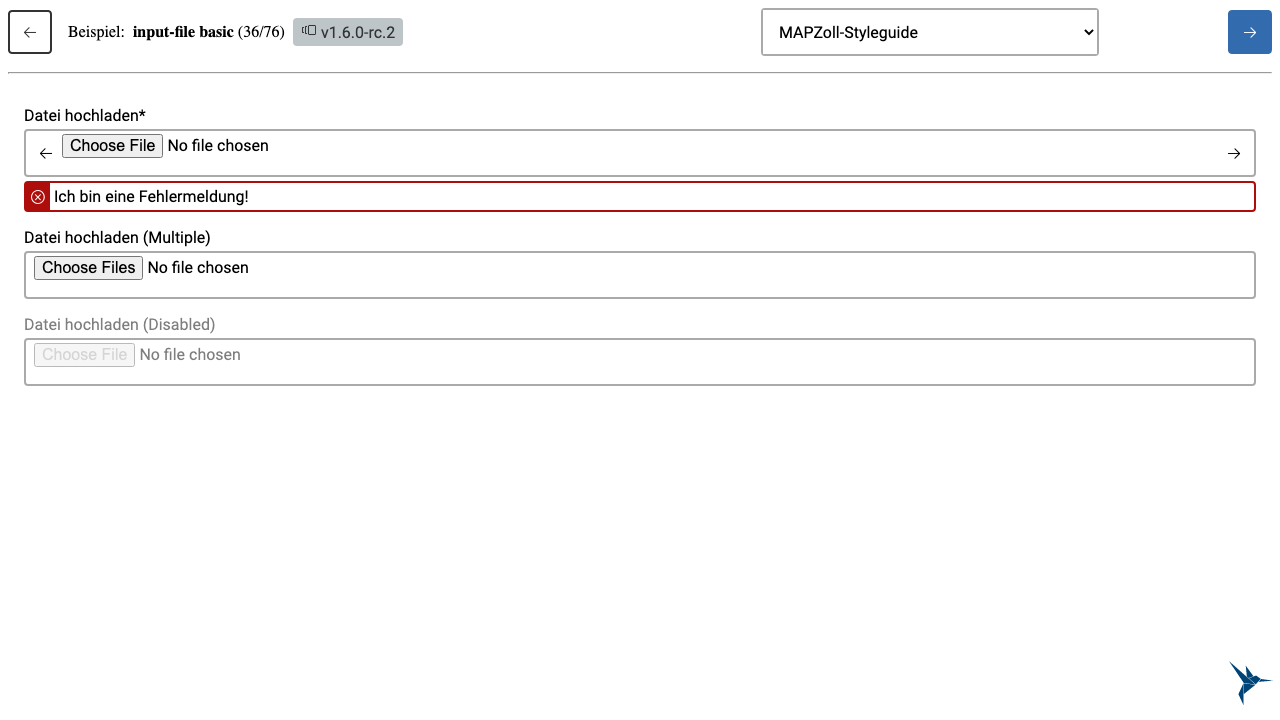 Beispiel: input-file basic (36/76) v1.6.0-rc.2 MAPZoll-Styleguide
Datei hochladen*
Choose File No file chosen
Ich bin eine Fehlermeldung!
Datei hochladen (Multiple)
Choose Files No file chosen
Datei hochladen (Disabled)
Choose File No file chosen